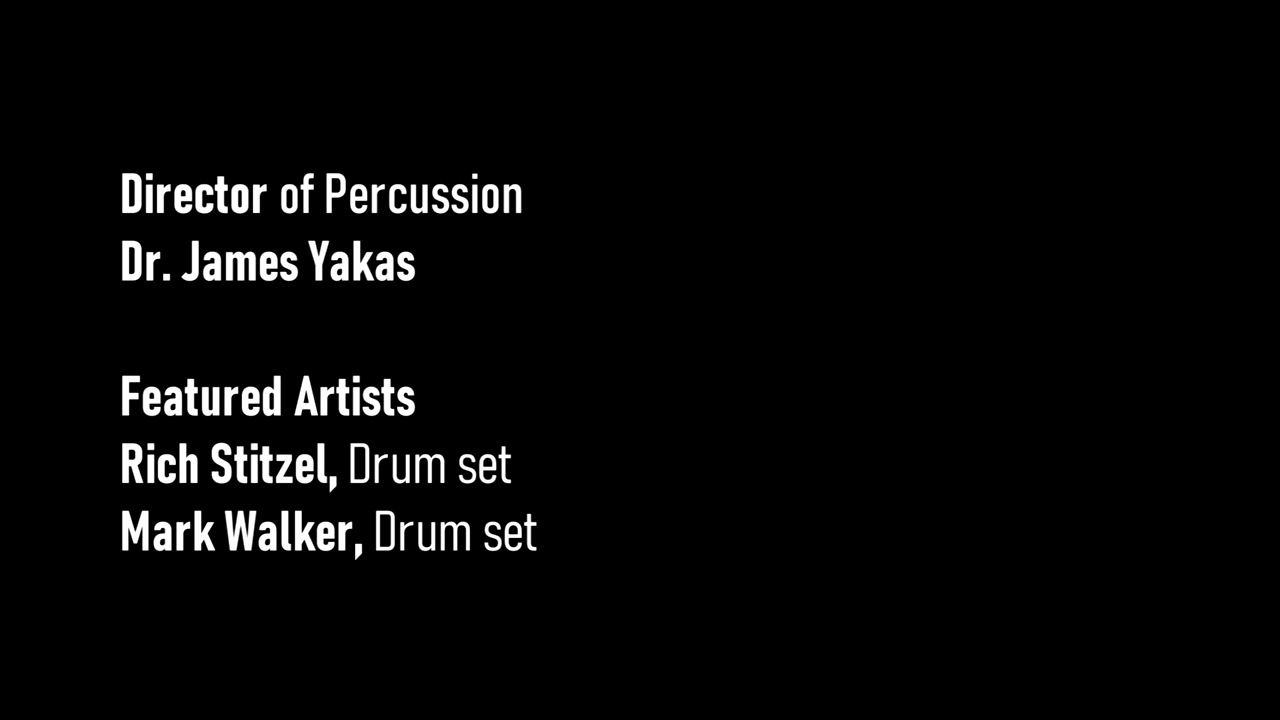 Director of Percussion
Dr. James Yakas
Featured Artists
Rich Stitzel, Drum set
Mark Walker, Drum set